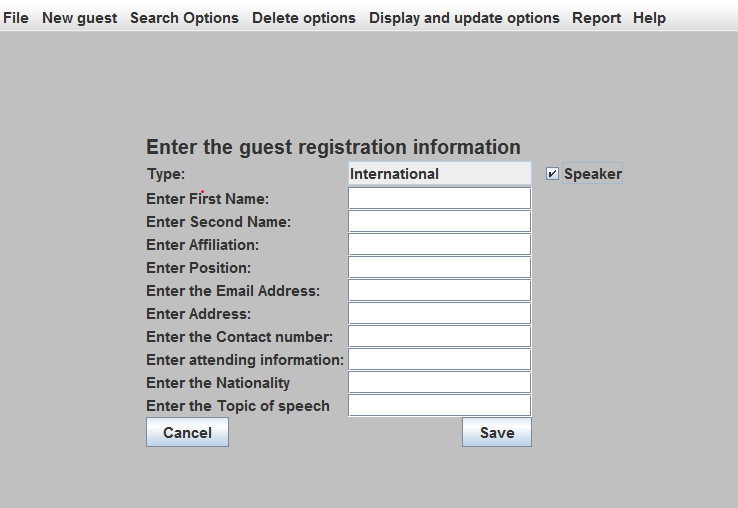 File New guest Search Options Delete options Display and update options Report Help
Enter the guest registration information
Type: International Speaker
Enter First Name:
Enter Second Name:
Enter Affiliation:
Enter Position:
Enter the Email Address:
Enter Address:
Enter the Contact number:
Enter attending information:
Enter the Nationality
Enter the Topic of speech
Cancel Save